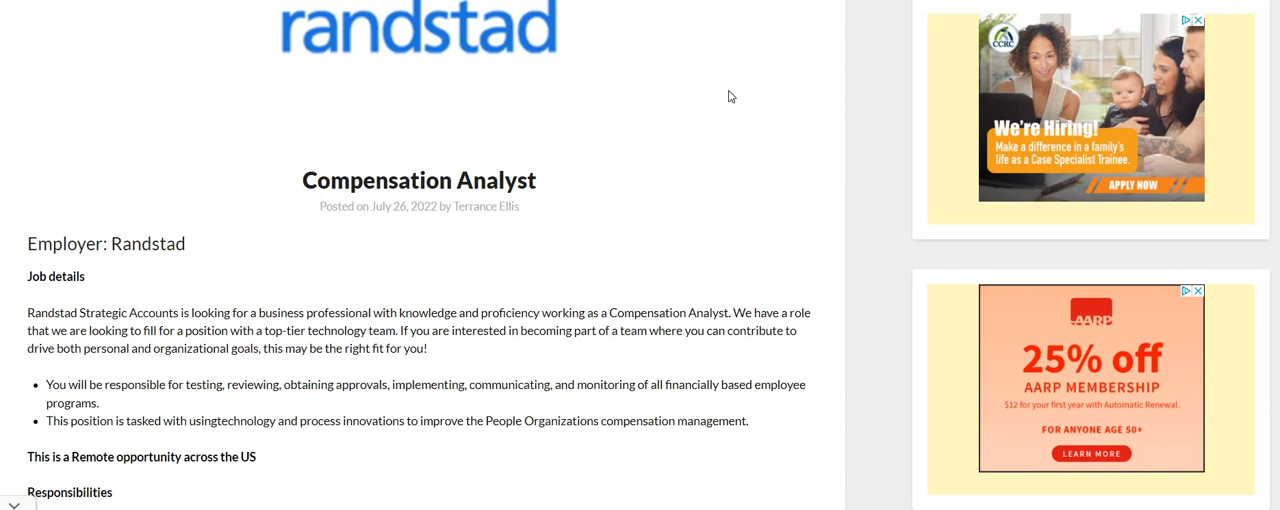 randstad
Compensation Analyst
Posted on July 26, 2022 by Terrance Ellis
Employer: Randstad
Job details
Randstad Strategic Accounts is looking for a business professional with knowledge and proficiency working as a Compensation Analyst. We have a role
that we are looking to fill for a position with a top-tier technology team. If you are interested in becoming part of a team where you can contribute to
drive both personal and organizational goals, this may be the right fit for you!
• You will be responsible for testing, reviewing, obtaining approvals, implementing, communicating, and monitoring of all financially based employee
programs.
• This position is tasked with usingtechnology and process innovations to improve the People Organizations compensation management.
This is a Remote opportunity across the US
Responsibilities
CCRC
We're Hiring!
Make a difference in a family's
life as a Case Specialist Trainee.
APPLY NOW
AARP
25% off
AARP MEMBERSHIP
$12 for your first year with Automatic Renewal.
FOR ANYONE AGE 50+
LEARN MORE